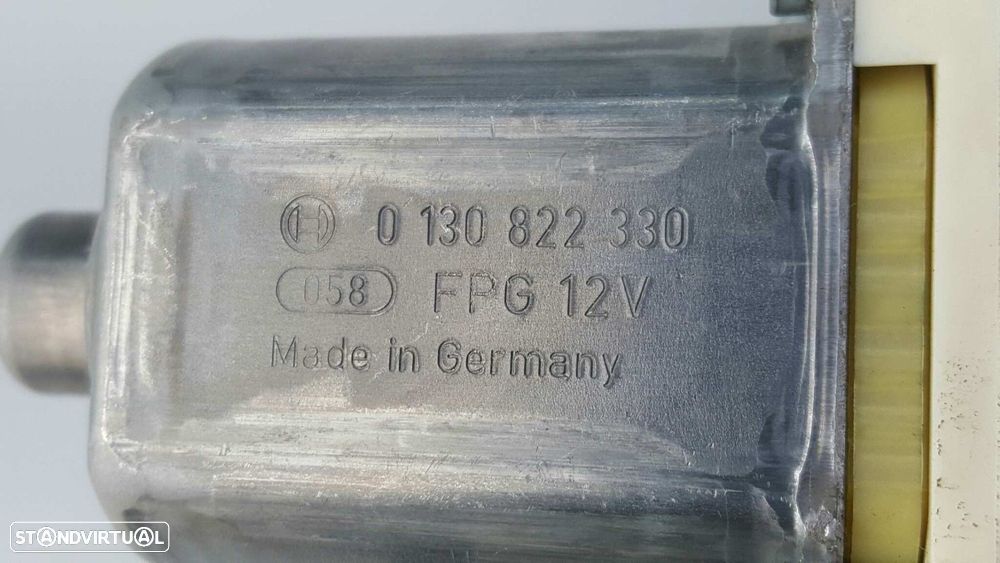 0 130 822 330
058 FPG 12V
Made in Germany
STANDVIRTUAL